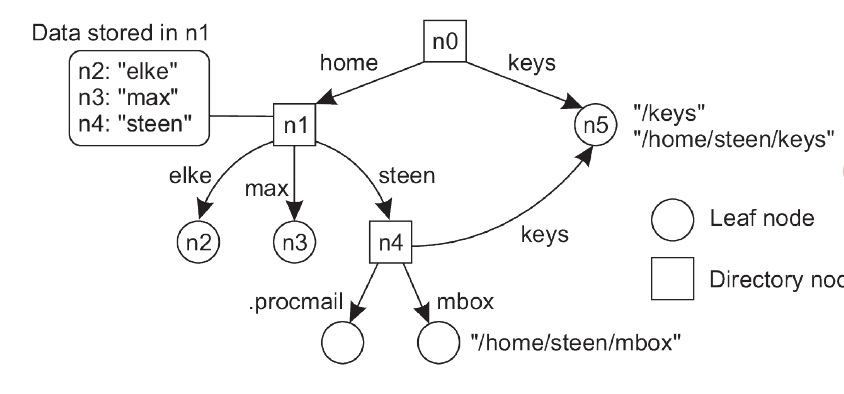 Data stored in n1
n2: "elke"
n3: "max"
n4: "steen"
n0
home
keys
n1
n5
"/keys"
"/home/steen/keys"
elke
max
steen
n2
n3
n4
keys
Leaf node
Directory
.procmail
mbox
"/home/steen/mbox"